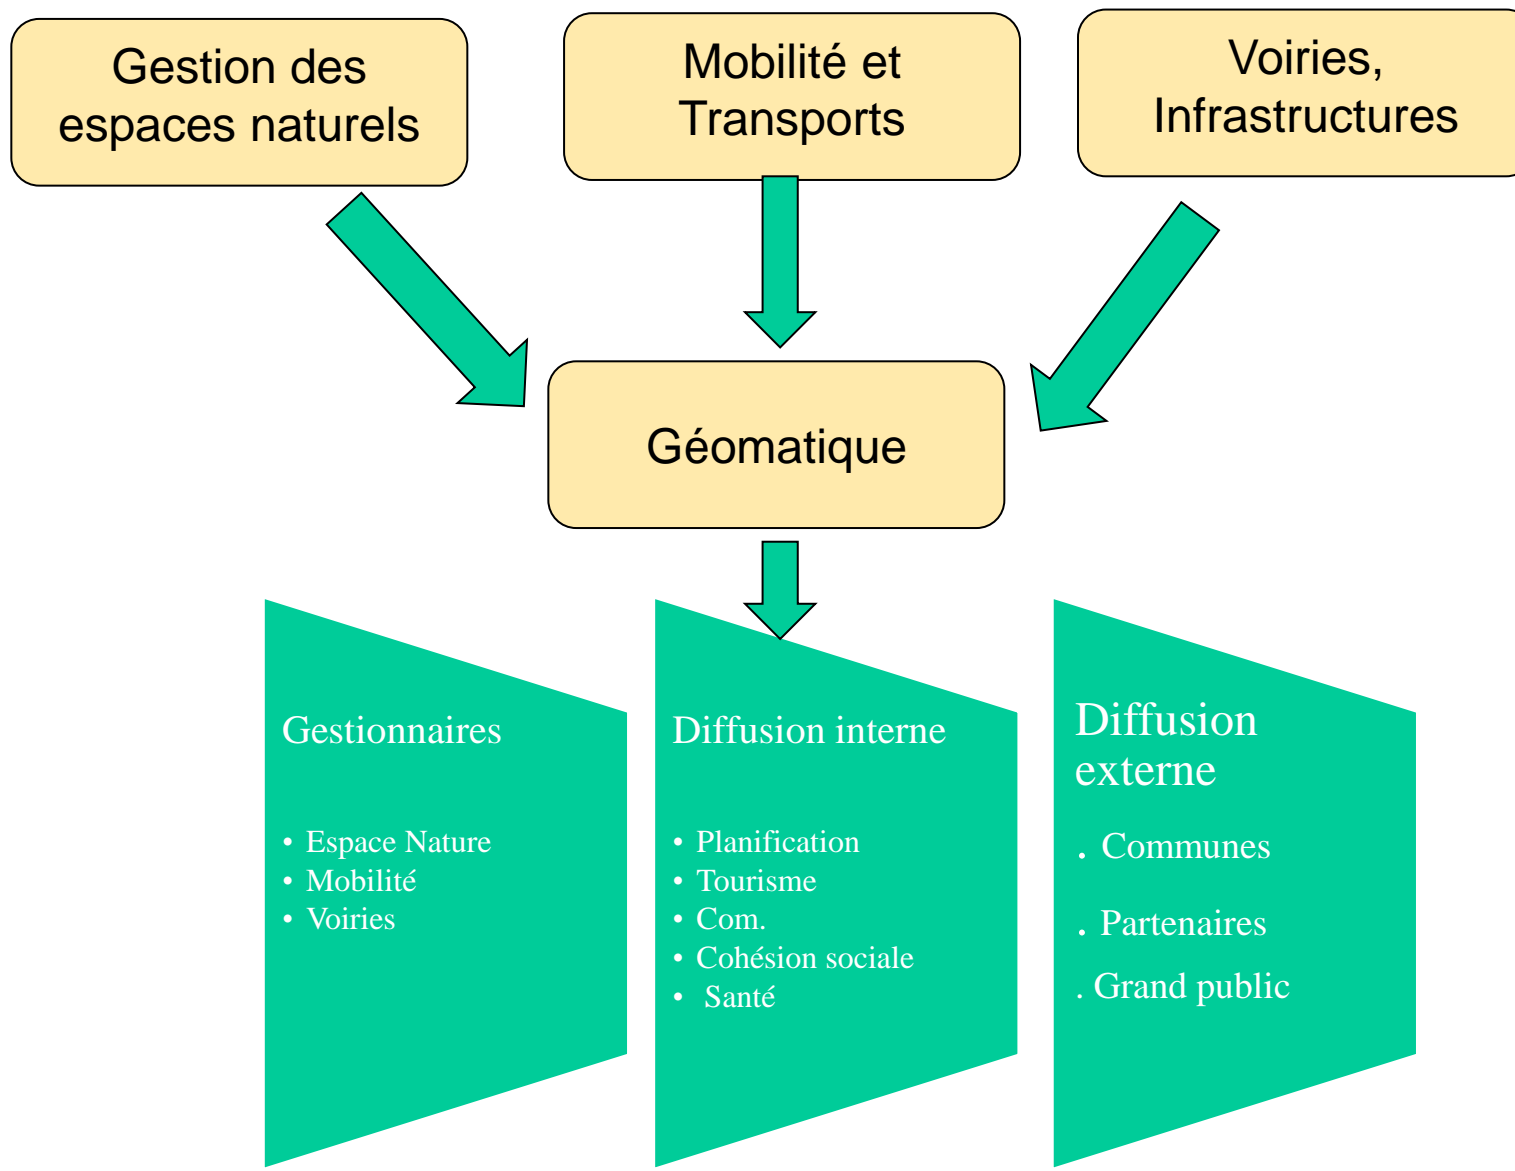 Gestion des
espaces naturels
Mobilité et
Transports
Voiries,
Infrastructures
Géomatique
Gestionnaires
• Espace Nature
• Mobilité
• Voiries
Diffusion interne
• Planification
• Tourisme
• Com.
• Cohésion sociale
• Santé
Diffusion
externe
. Communes
. Partenaires
. Grand public